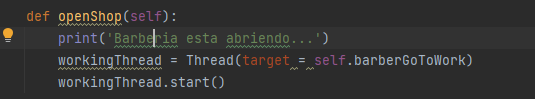 def openShop(self):
    print('Barberia esta abriendo...')
    workingThread = Thread(target = self.barberGoToWork)
    workingThread.start()